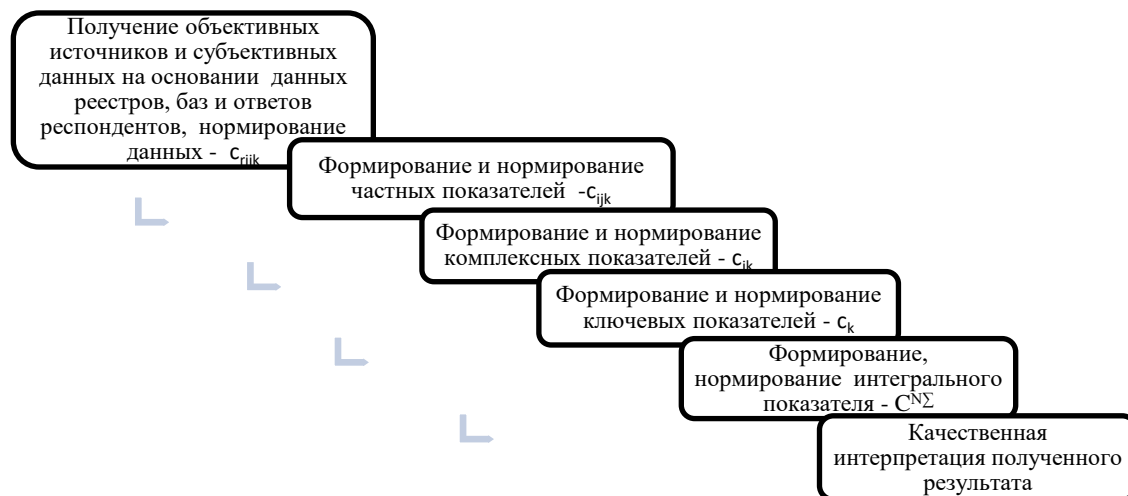 Получение объективных
источников и субъективных
данных на основании данных
реестров, баз и ответов
респондентов, нормирование
данных - c_rijk
Формирование и нормирование
частных показателей -c_ijk
Формирование и нормирование
комплексных показателей - c_jk
Формирование и нормирование
ключевых показателей - c_k
Формирование,
нормирование интегрального
показателя - C^NΣ
Качественная
интерпретация полученного
результата